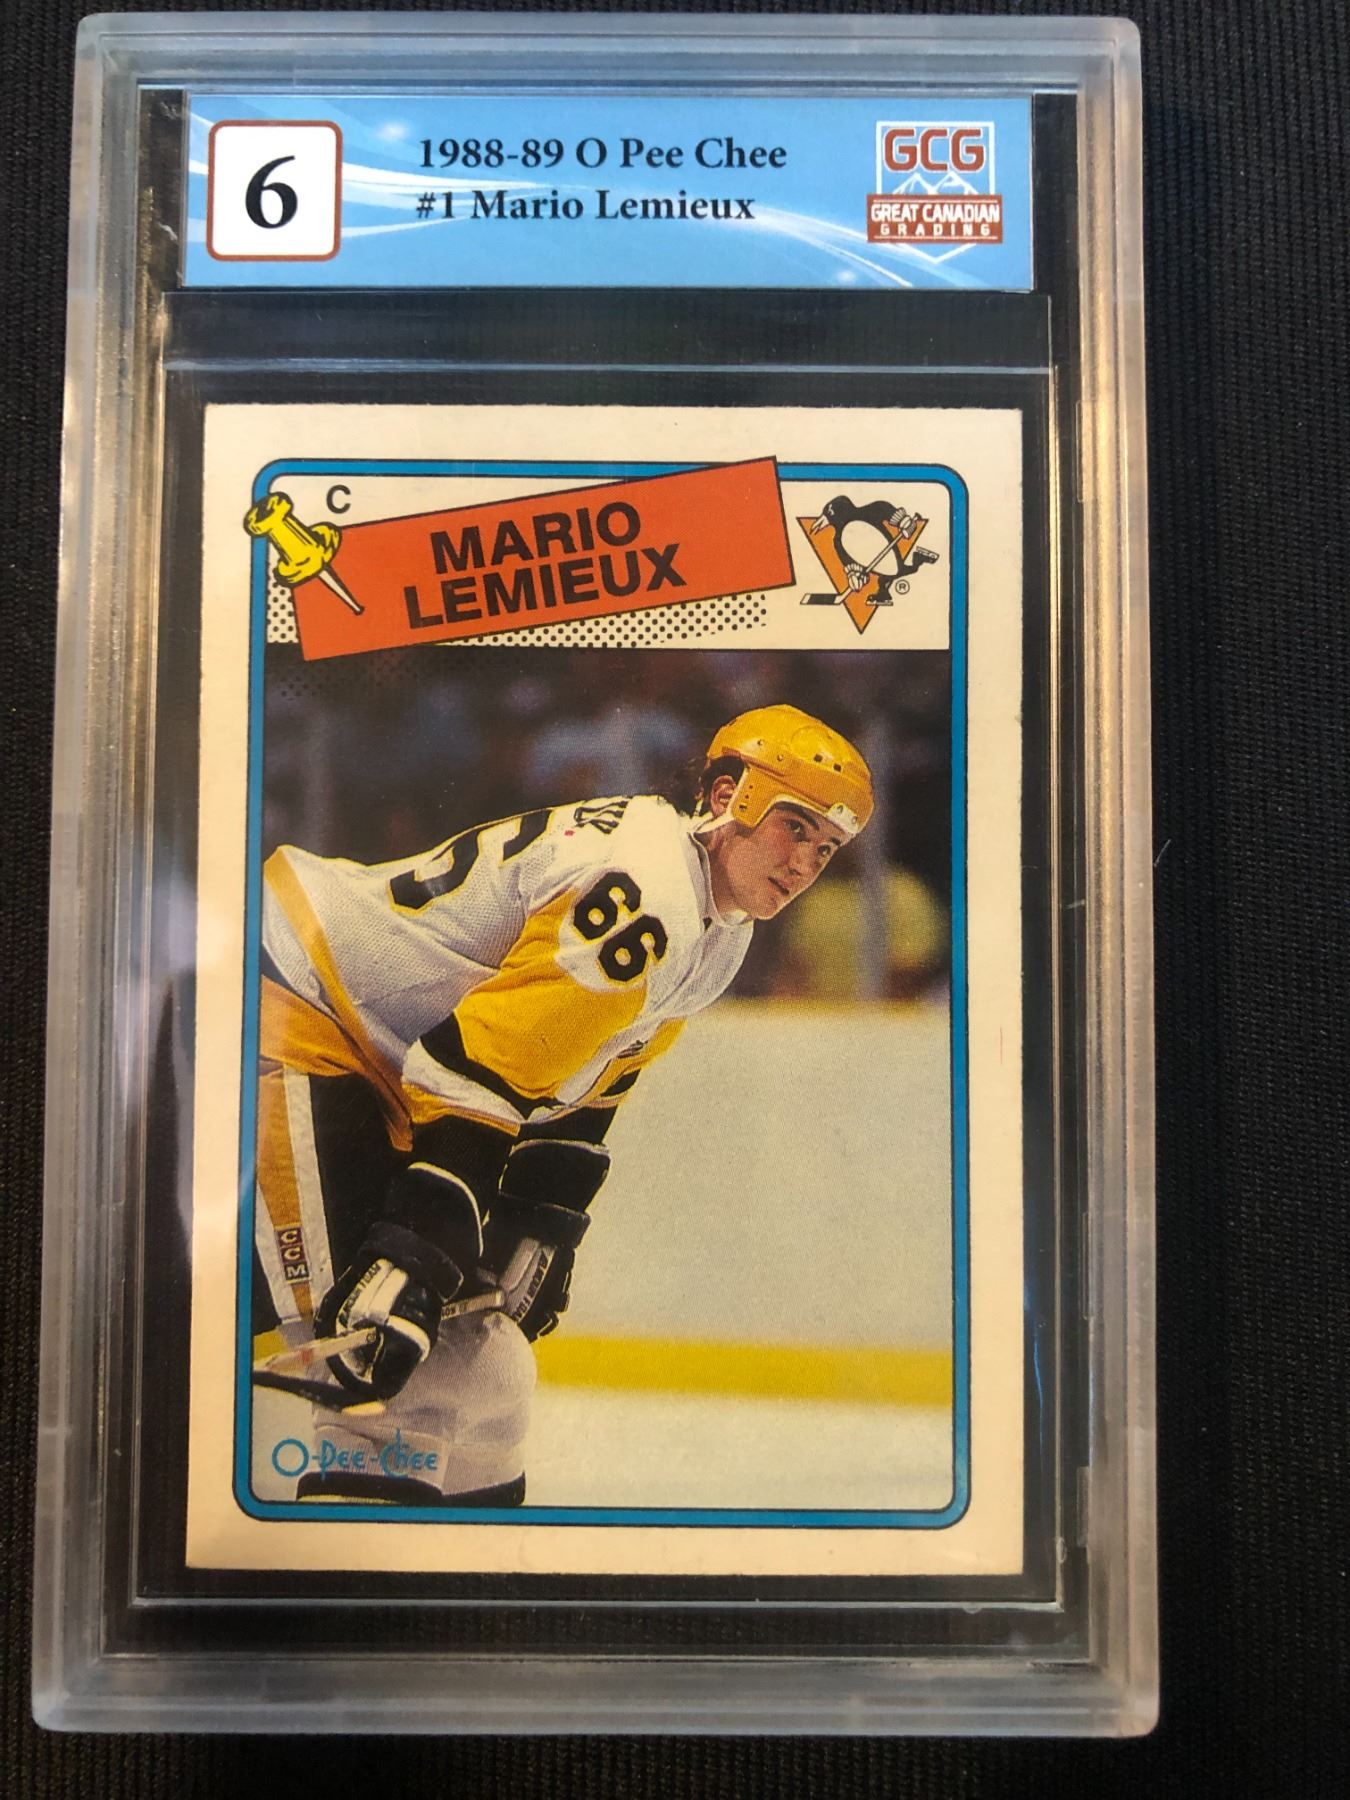 6
1988-89 O Pee Chee
#1 Mario Lemieux
GCG
GREAT CANADIAN
GRADING
C
MARIO
LEMIEUX
®
66
CCM
O-Pee-Chee